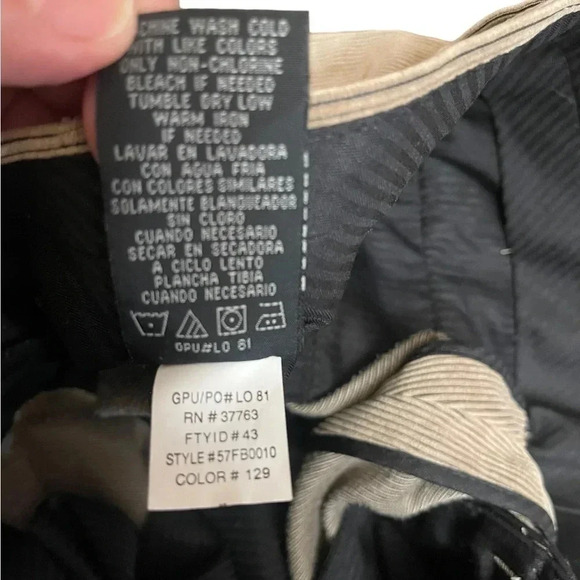 MACHINE WASH COLD
WITH LIKE COLORS
ONLY NON-CHLORINE
BLEACH IF NEEDED
TUMBLE DRY LOW
WARM IRON
IF NEEDED
LAVAR EN LAVADORA
CON AGUA FRIA
CON COLORES SIMILARES
SOLAMENTE BLANQUEADOR
SIN CLORO
CUANDO NECESARIO
SECAR EN SECADORA
A CICLO LENTO
PLANCHA TIBIA
CUANDO NECESARIO
GPU#LO 81
GPU/PO# LO 81
RN # 37763
FTYID # 43
STYLE #57FB0010
COLOR # 129